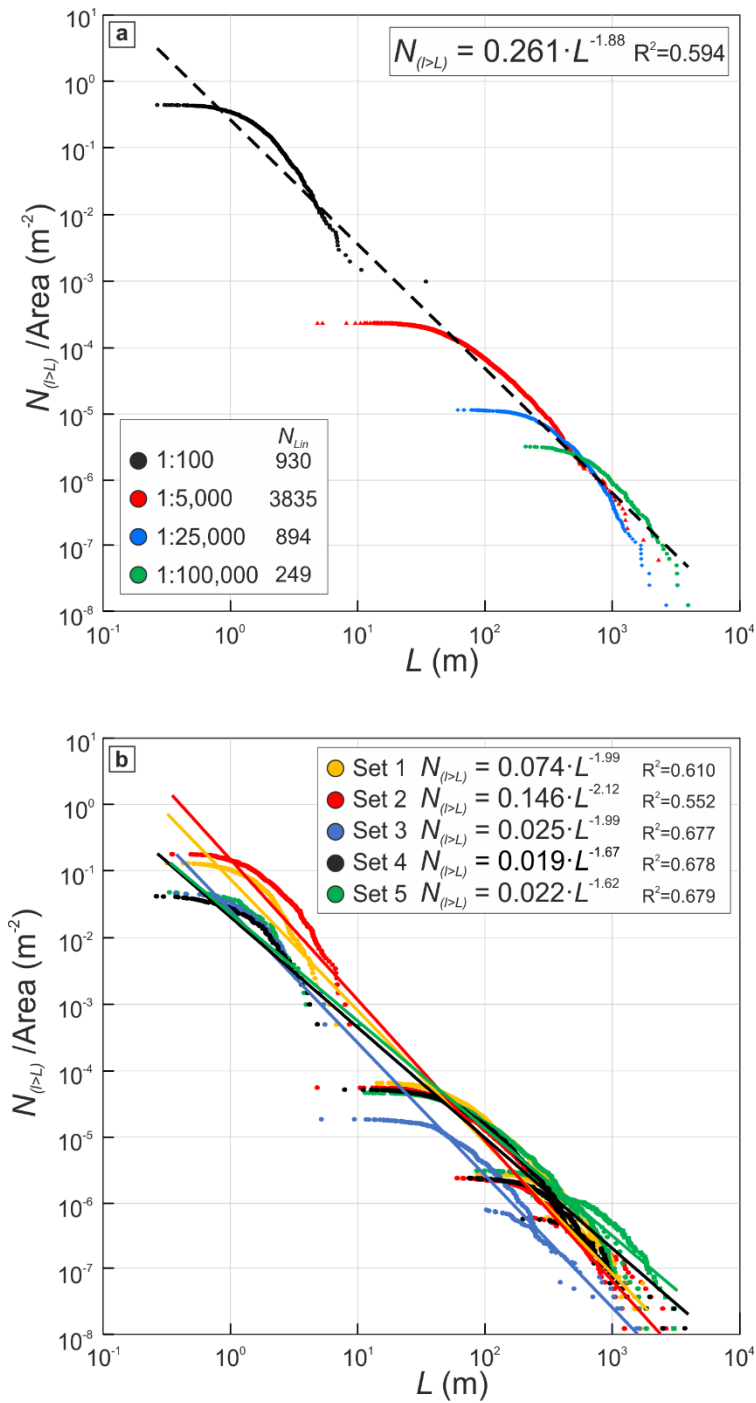 a
N(l>L) = 0.261·L^-1.88 R²=0.594
10^1
10^0
10^-1
10^-2
10^-3
10^-4
10^-5
10^-6
10^-7
10^-8
N(l>L) /Area (m^-2)
N_Lin
1:100 930
1:5,000 3835
1:25,000 894
1:100,000 249
10^-1 10^0 10^1 10^2 10^3 10^4
L (m)
b
Set 1 N(l>L) = 0.074·L^-1.99 R²=0.610
Set 2 N(l>L) = 0.146·L^-2.12 R²=0.552
Set 3 N(l>L) = 0.025·L^-1.99 R²=0.677
Set 4 N(l>L) = 0.019·L^-1.67 R²=0.678
Set 5 N(l>L) = 0.022·L^-1.62 R²=0.679
10^1
10^0
10^-1
10^-2
10^-3
10^-4
10^-5
10^-6
10^-7
10^-8
N(l>L) /Area (m^-2)
10^-1 10^0 10^1 10^2 10^3 10^4
L (m)